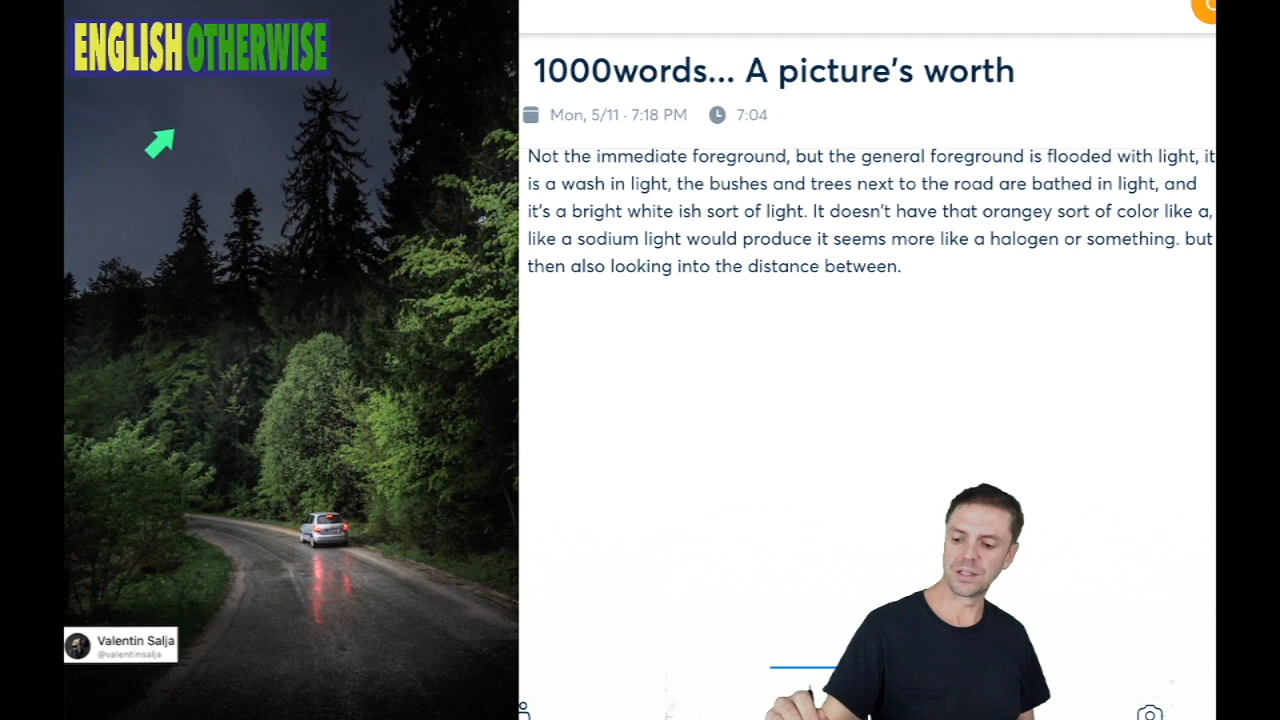 ENGLISH OTHERWISE
1000words... A picture's worth
Mon, 5/11 · 7:18 PM 7:04
Not the immediate foreground, but the general foreground is flooded with light, it
is a wash in light, the bushes and trees next to the road are bathed in light, and
it's a bright white ish sort of light. It doesn't have that orangey sort of color like a,
like a sodium light would produce it seems more like a halogen or something. but
then also looking into the distance between.
Valentin Salja
@valentinsalja